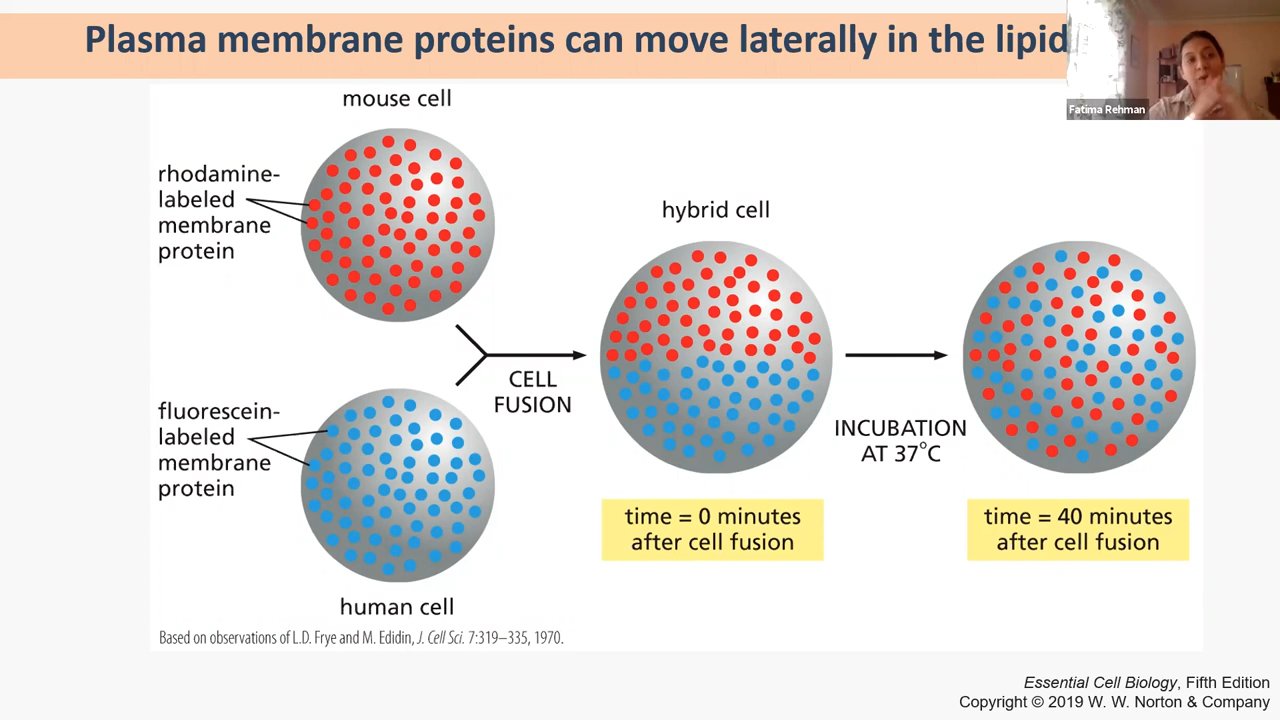 Plasma membrane proteins can move laterally in the lipid
Fatima Rehman
mouse cell
rhodamine-
labeled
membrane
protein
hybrid cell
CELL
FUSION
INCUBATION
AT 37°C
fluorescein-
labeled
membrane
protein
time = 0 minutes
after cell fusion
time = 40 minutes
after cell fusion
human cell
Based on observations of L.D. Frye and M. Edidin, J. Cell Sci. 7:319–335, 1970.
Essential Cell Biology, Fifth Edition
Copyright © 2019 W. W. Norton & Company